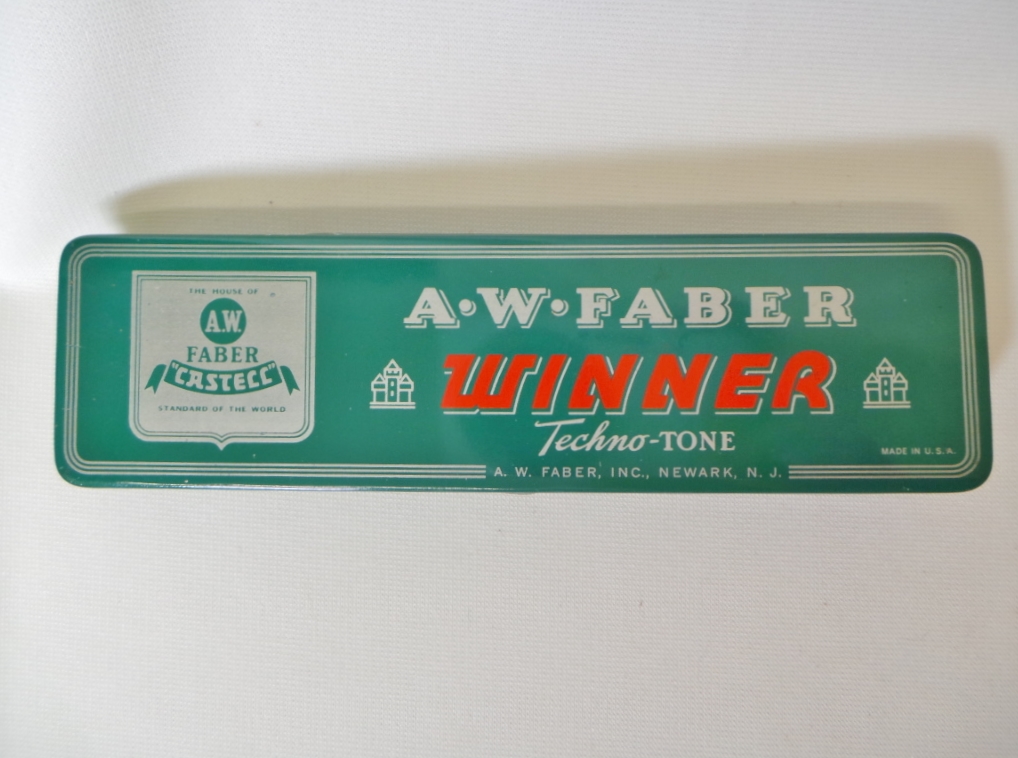 THE HOUSE OF
A.W.
FABER
"CASTELL"
STANDARD OF THE WORLD
A·W·FABER
WINNER
Techno-TONE
MADE IN U.S.A.
A. W. FABER, INC., NEWARK, N. J.